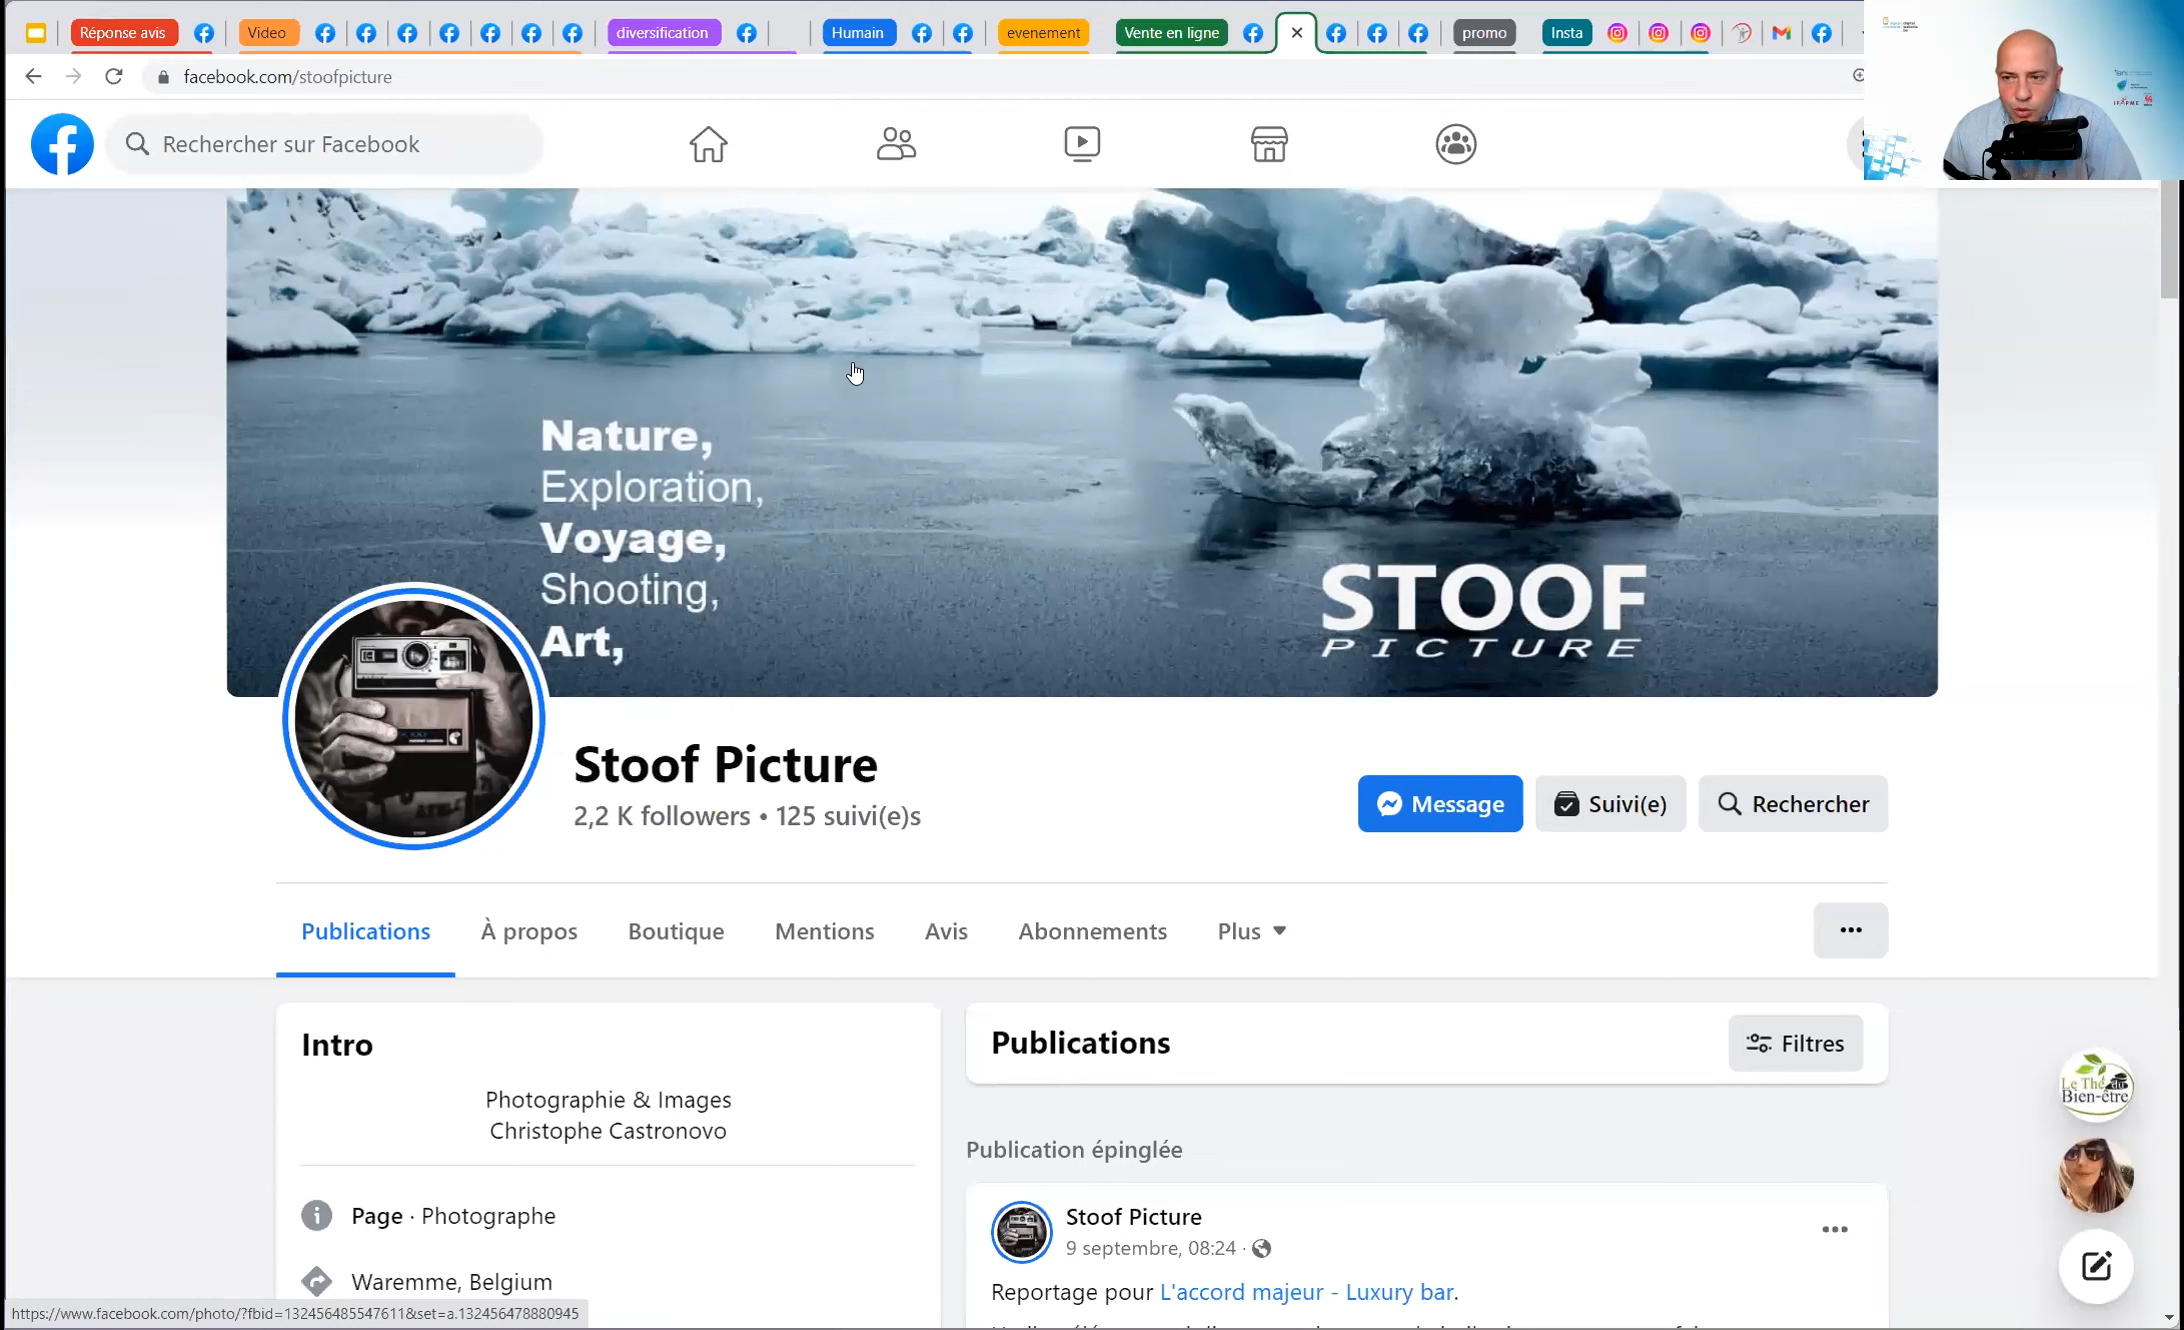 Réponse avis
Video
diversification
Humain
evenement
Vente en ligne
promo
Insta
facebook.com/stoofpicture
Rechercher sur Facebook
IFAPME
Nature,
Exploration,
Voyage,
Shooting,
Art,
STOOF
PICTURE
Stoof Picture
2,2 K followers • 125 suivi(e)s
Message
Suivi(e)
Rechercher
Publications
À propos
Boutique
Mentions
Avis
Abonnements
Plus
Intro
Photographie & Images
Christophe Castronovo
Page · Photographe
Waremme, Belgium
Publications
Filtres
Publication épinglée
Stoof Picture
9 septembre, 08:24 ·
Reportage pour L'accord majeur - Luxury bar.
Le Thé du
Bien-être
https://www.facebook.com/photo/?fbid=132456485547611&set=a.132456478880945